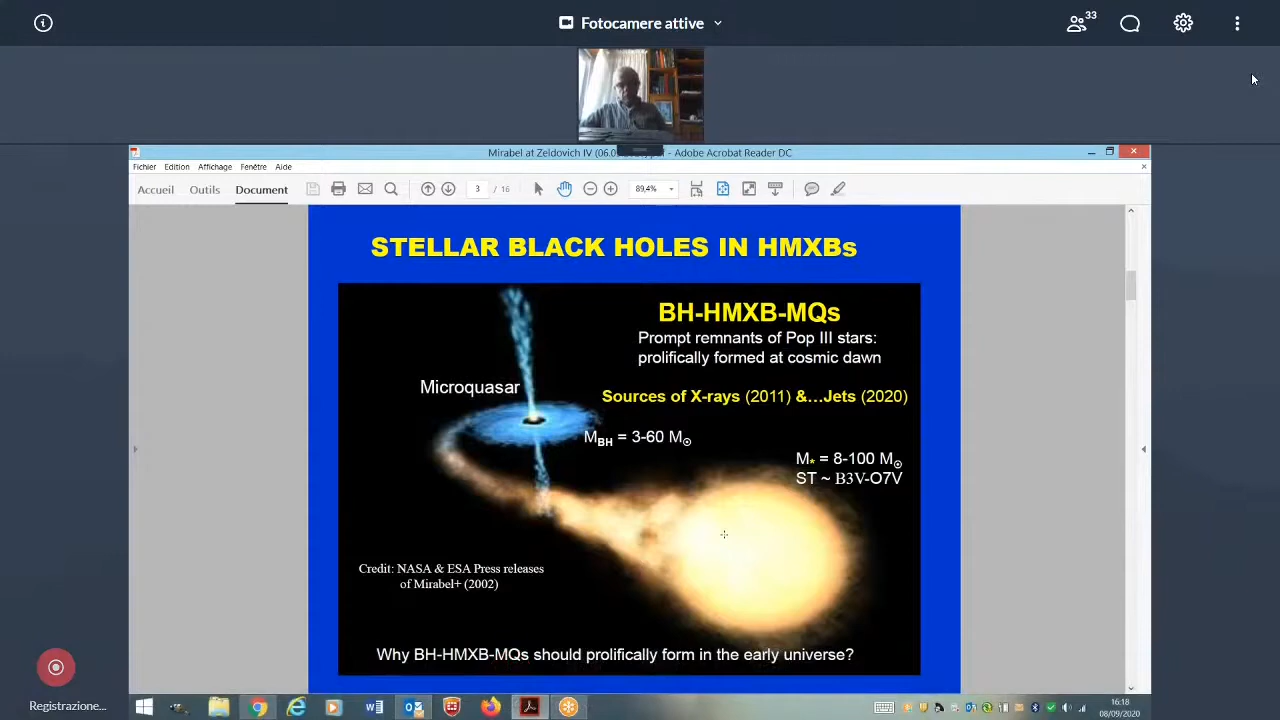 Fotocamere attive
33
Mirabel at Zeldovich IV (06.0 .pdf - Adobe Acrobat Reader DC
Fichier Edition Affichage Fenêtre Aide
Accueil Outils Document 3 / 16 89,4%
STELLAR BLACK HOLES IN HMXBs
BH-HMXB-MQs
Prompt remnants of Pop III stars:
prolifically formed at cosmic dawn
Microquasar
Sources of X-rays (2011) &...Jets (2020)
MBH = 3-60 M⊙
M* = 8-100 M⊙
ST ~ B3V-O7V
Credit: NASA & ESA Press releases
of Mirabel+ (2002)
Why BH-HMXB-MQs should prolifically form in the early universe?
Registrazione...
16:18
08/09/2020